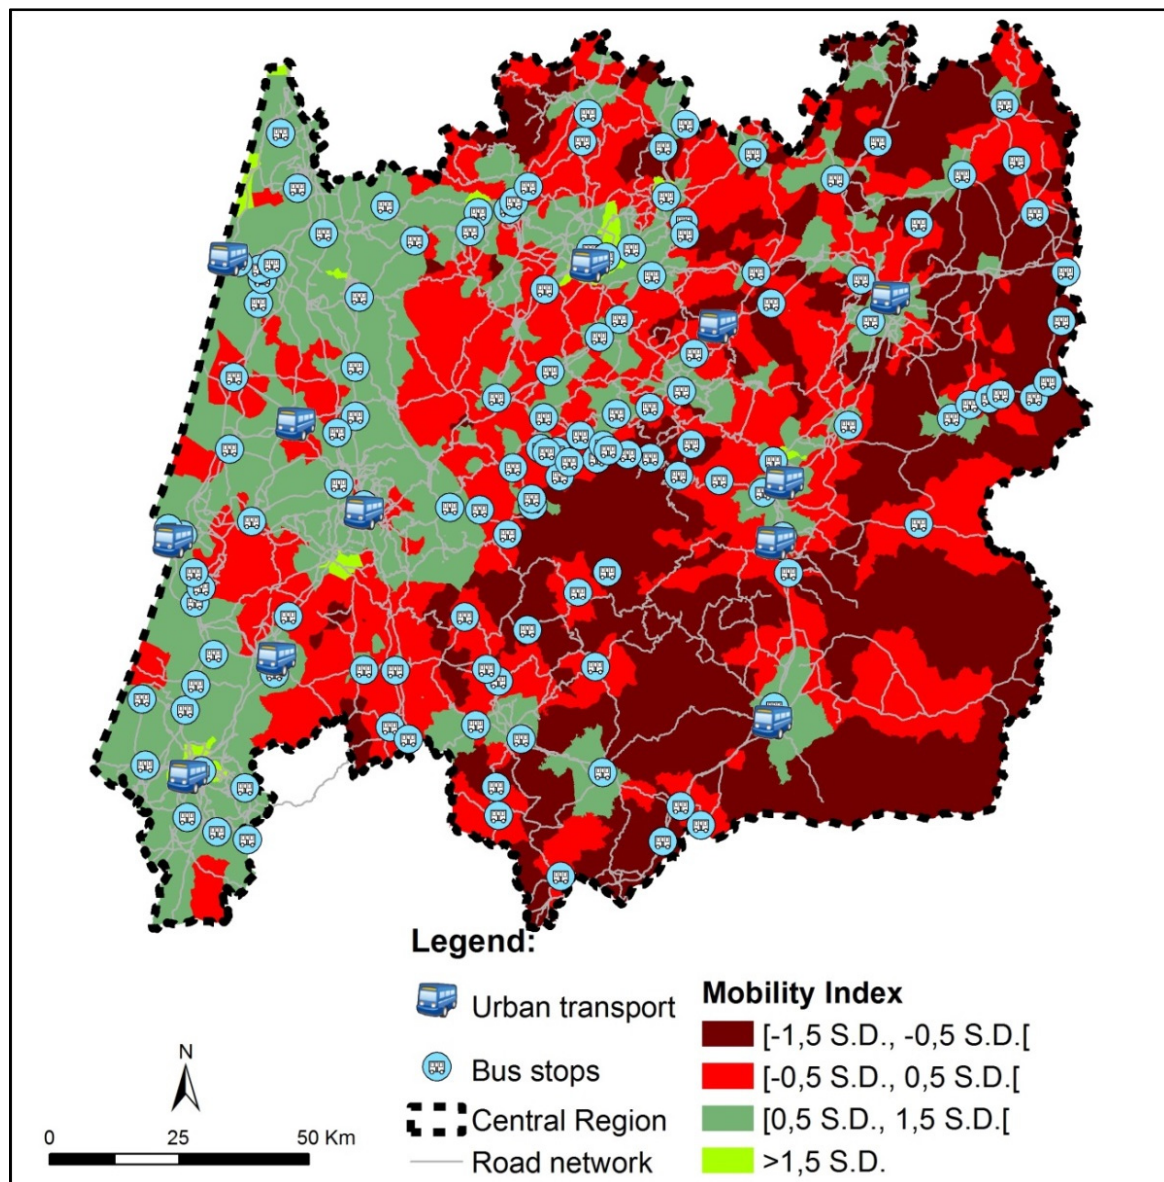 Legend:
Urban transport
Bus stops
Central Region
Road network
Mobility Index
[-1,5 S.D., -0,5 S.D.[
[-0,5 S.D., 0,5 S.D.[
[0,5 S.D., 1,5 S.D.[
>1,5 S.D.
N
0 25 50 Km